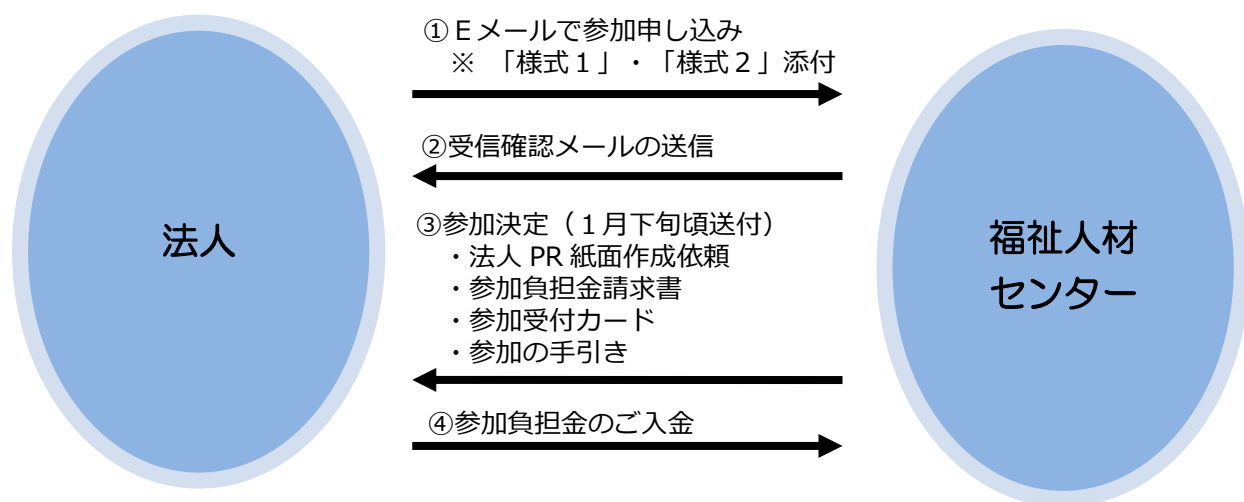 ①Ｅメールで参加申し込み
※　「様式１」・「様式２」添付
②受信確認メールの送信
③参加決定（１月下旬頃送付）
・法人 PR 紙面作成依頼
・参加負担金請求書
・参加受付カード
・参加の手引き
④参加負担金のご入金
法人
福祉人材
センター